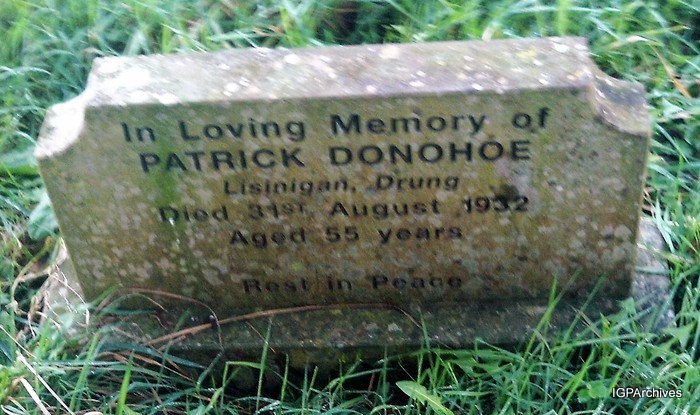 In Loving Memory of
PATRICK DONOHOE
Lisinigan, Drung
Died 31st August 1932
Aged 55 years
Rest in Peace
IGPArchives